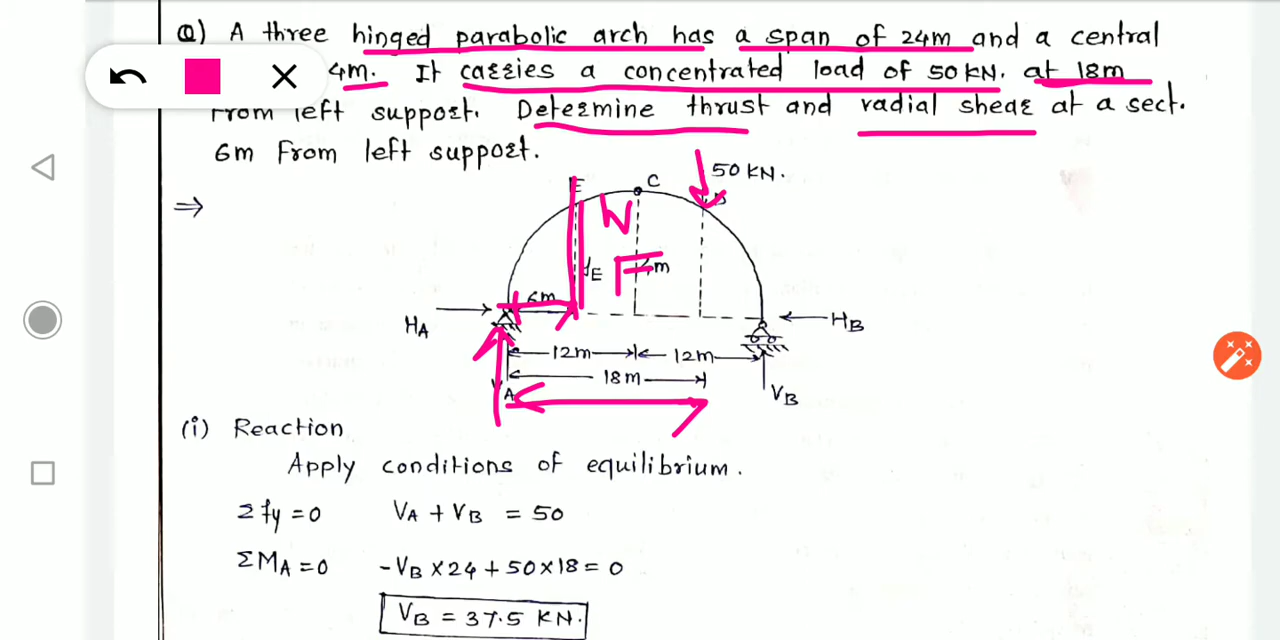 Q) A three hinged parabolic arch has a span of 24m and a central
4m. It carries a concentrated load of 50 KN. at 18m
From left support. Determine thrust and radial shear at a sect.
6m From left support.
⇒
E
C
50 KN.
W
yE
4m
F
6m
HA
HB
12m 12m
18m
VA
VB
(i) Reaction
Apply conditions of equilibrium.
Σfy=0 VA + VB = 50
ΣMA=0 -VB×24 + 50×18 = 0
VB = 37.5 KN.